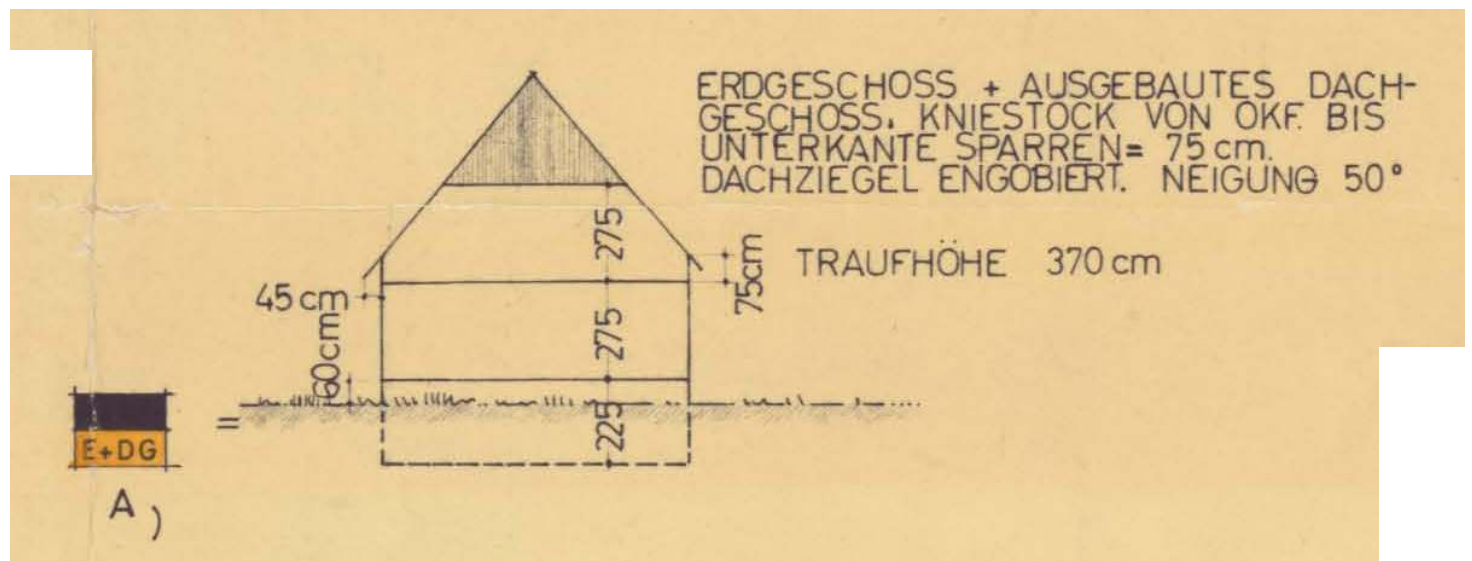 ERDGESCHOSS + AUSGEBAUTES DACH-
GESCHOSS. KNIESTOCK VON OKF. BIS
UNTERKANTE SPARREN= 75 cm.
DACHZIEGEL ENGOBIERT. NEIGUNG 50°
275
75cm
TRAUFHÖHE 370 cm
45 cm
275
60cm
225
=
E+DG
A )